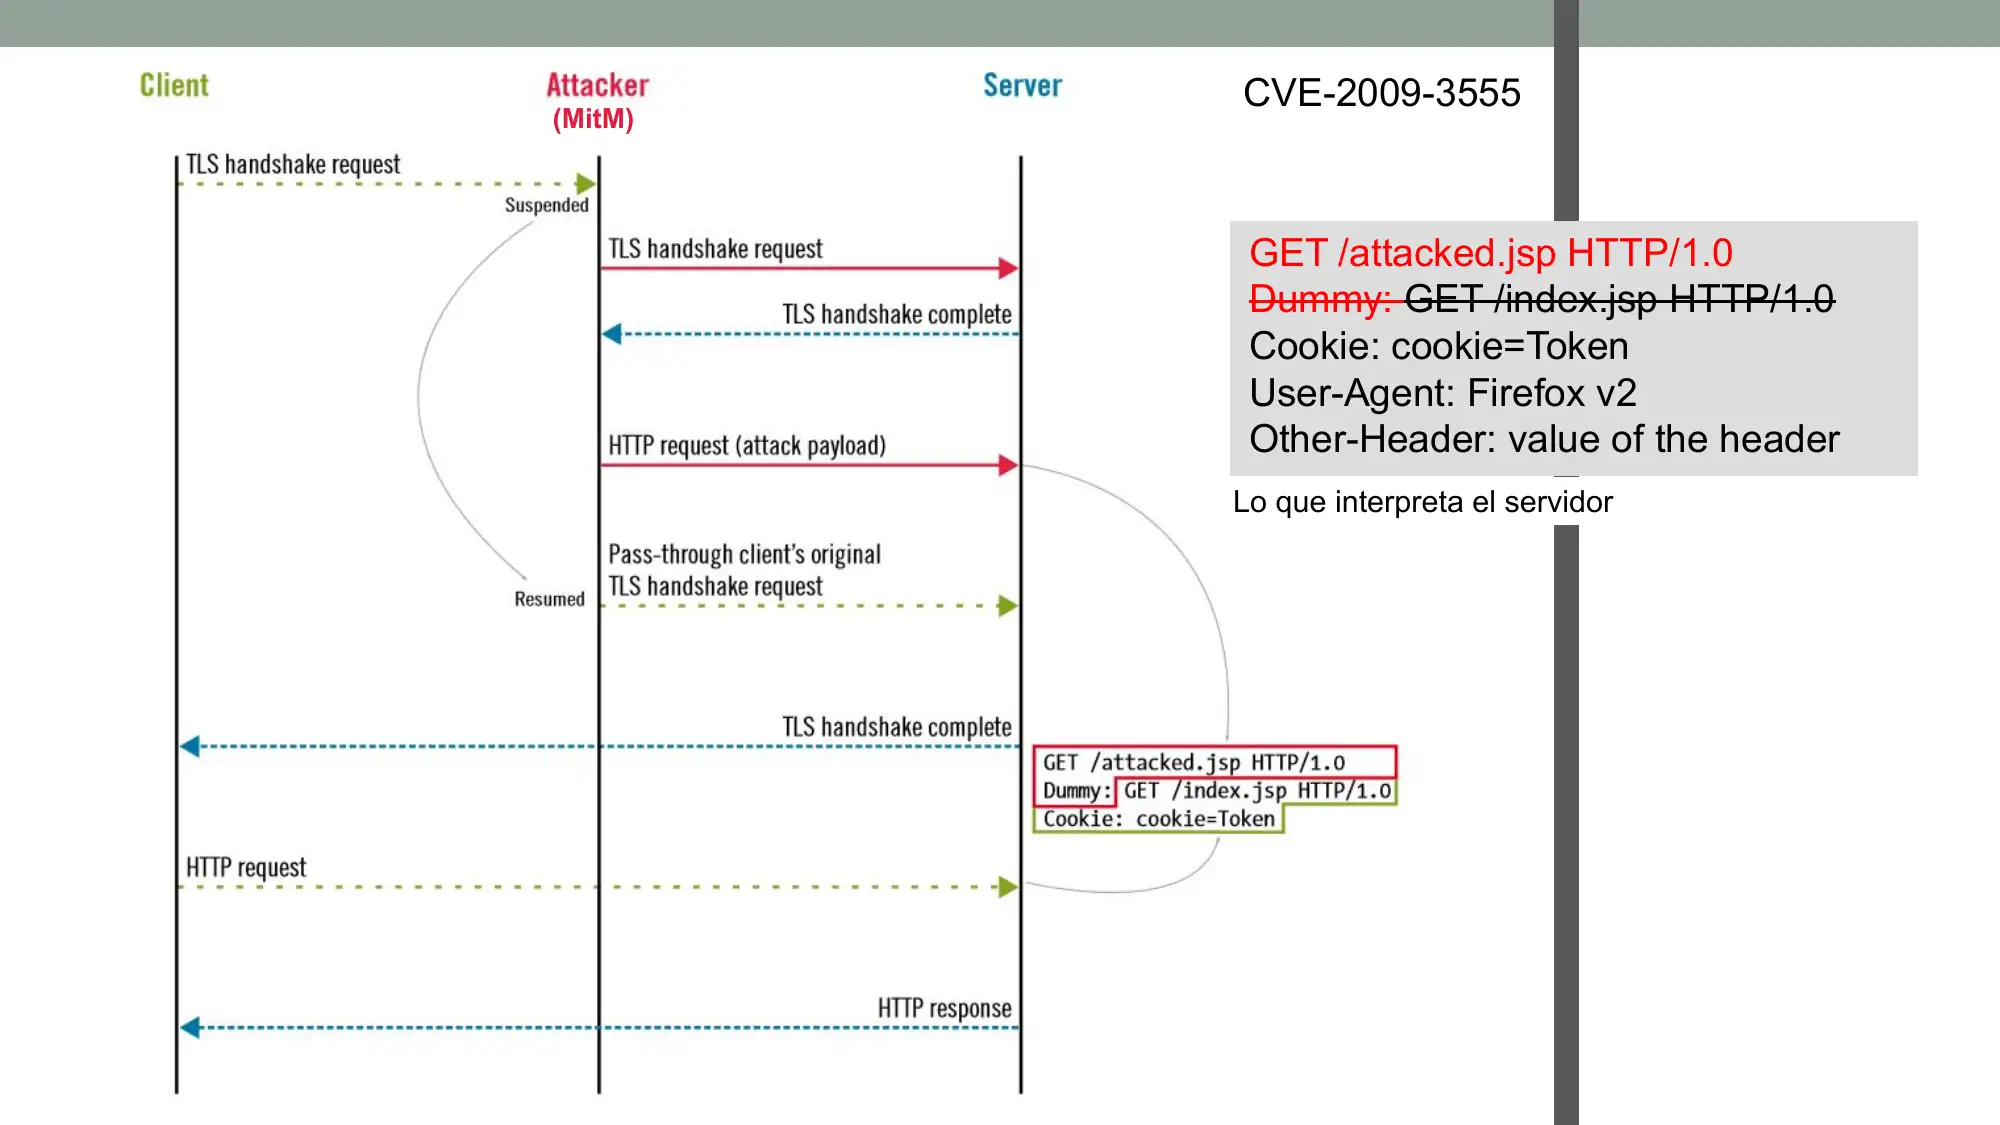 Client
Attacker
(MitM)
Server
CVE-2009-3555
TLS handshake request
Suspended
TLS handshake request
TLS handshake complete
HTTP request (attack payload)
Pass-through client's original
TLS handshake request
Resumed
TLS handshake complete
GET /attacked.jsp HTTP/1.0
Dummy: GET /index.jsp HTTP/1.0
Cookie: cookie=Token
HTTP request
HTTP response
GET /attacked.jsp HTTP/1.0
Dummy: GET /index.jsp HTTP/1.0
Cookie: cookie=Token
User-Agent: Firefox v2
Other-Header: value of the header
Lo que interpreta el servidor